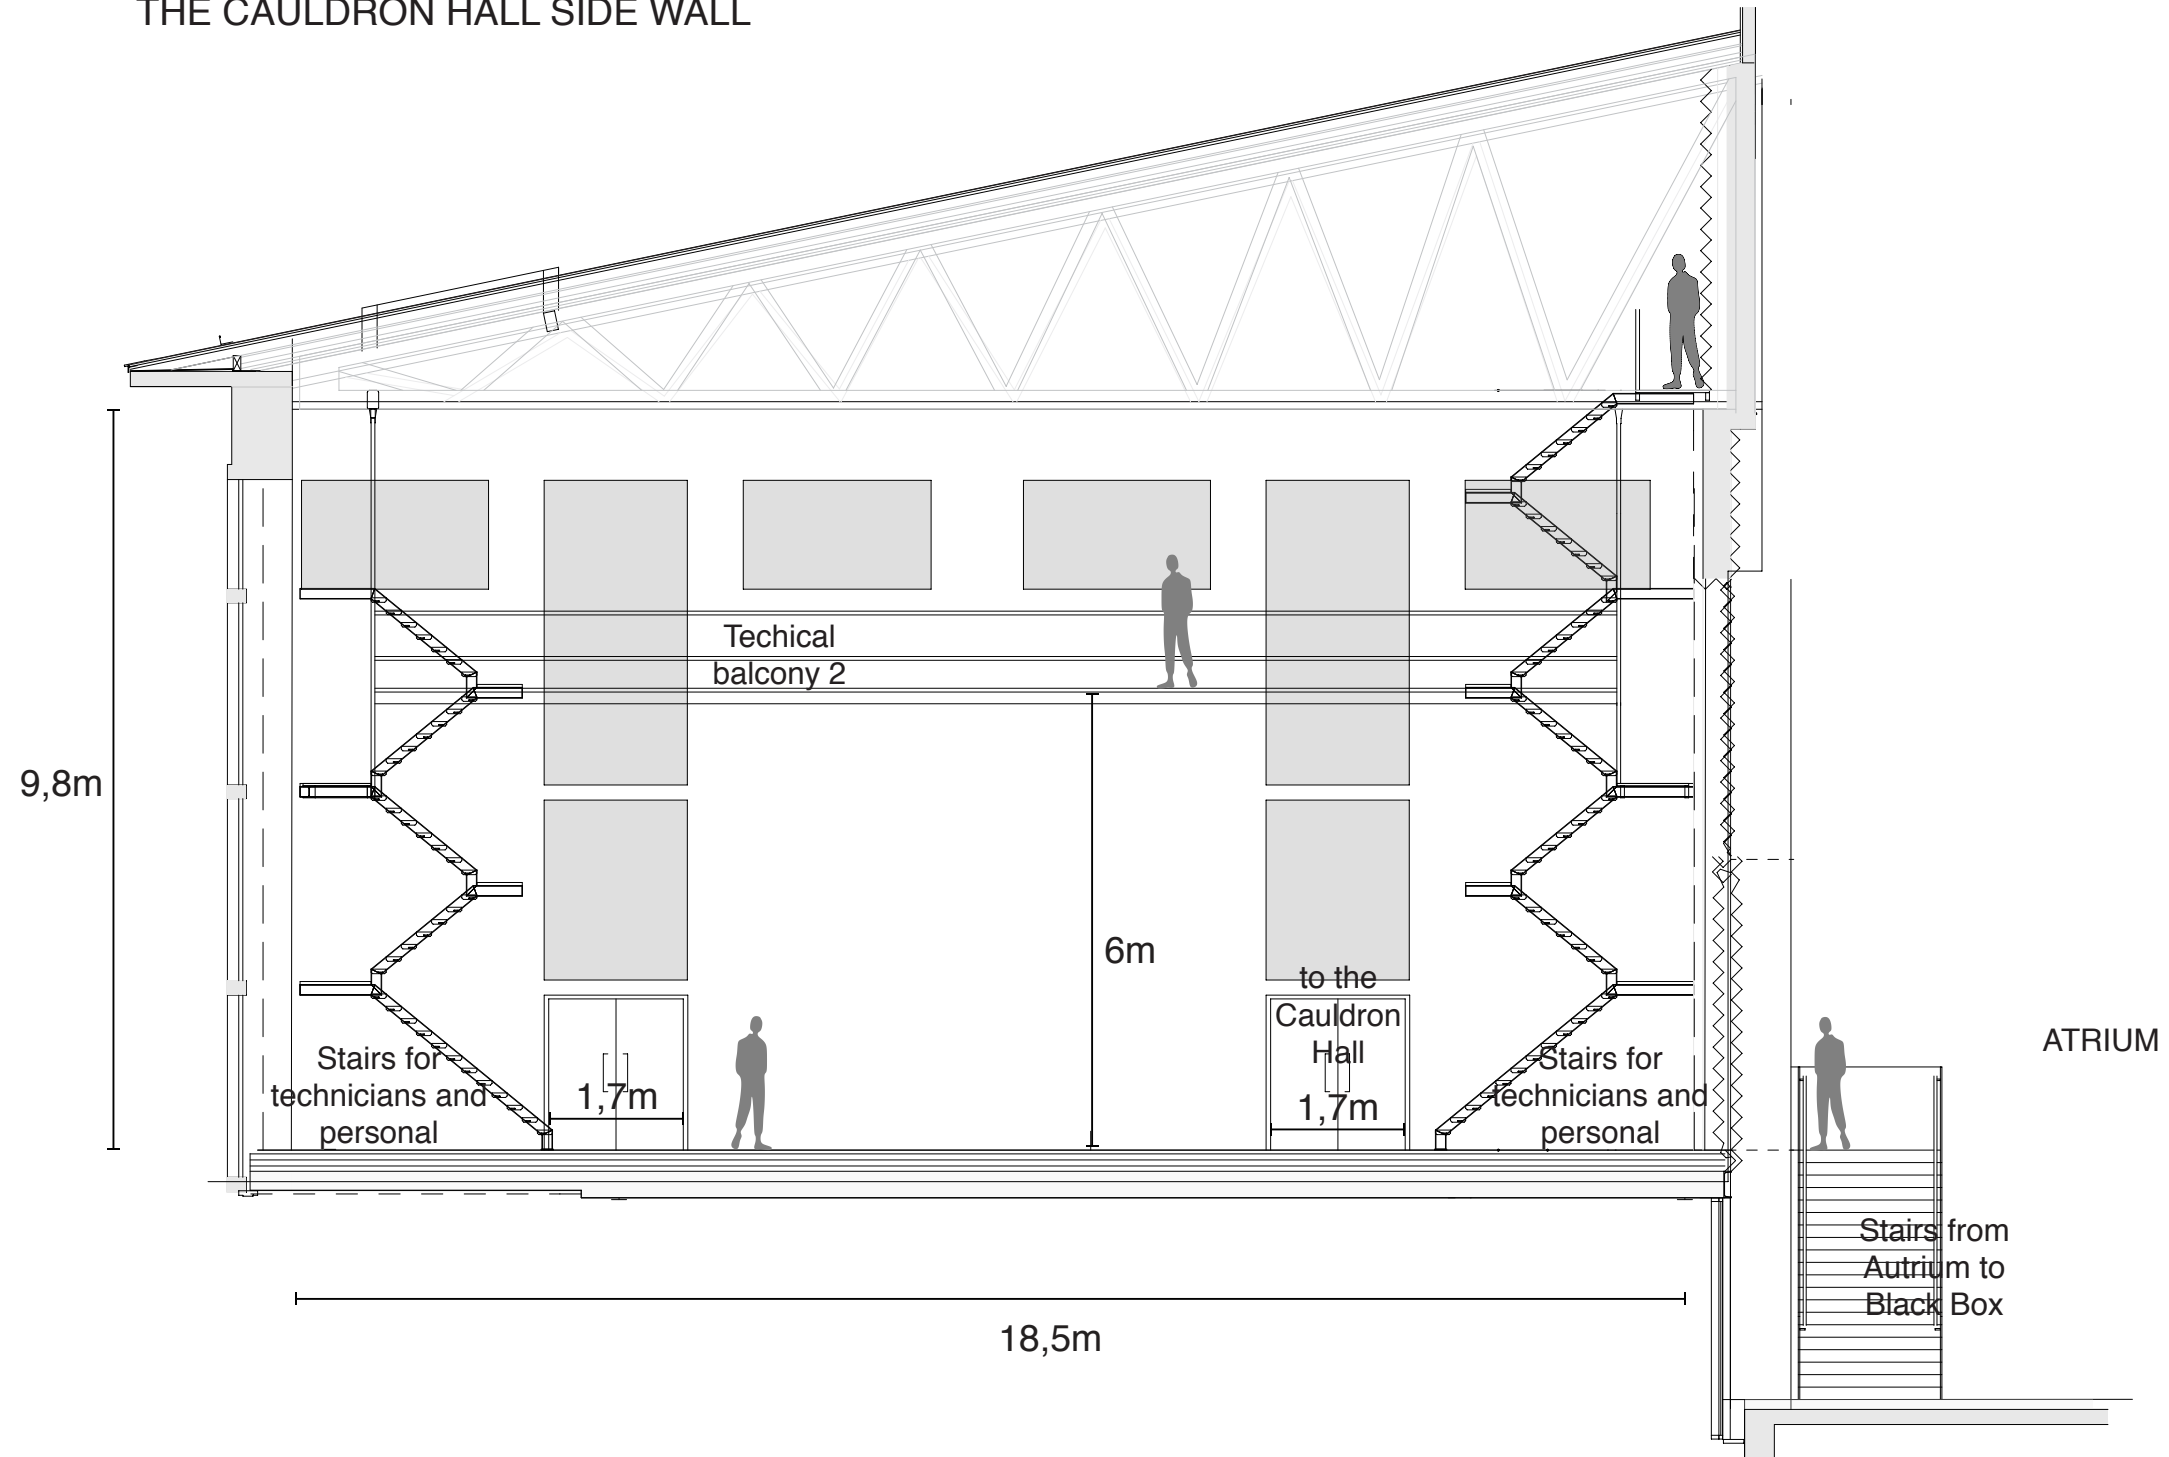 THE CAULDRON HALL SIDE WALL
Techical
balcony 2
9,8m
6m
to the
Cauldron
Hall
1,7m
1,7m
Stairs for
technicians and
personal
Stairs for
technicians and
personal
ATRIUM
Stairs from
Autrium to
Black Box
18,5m